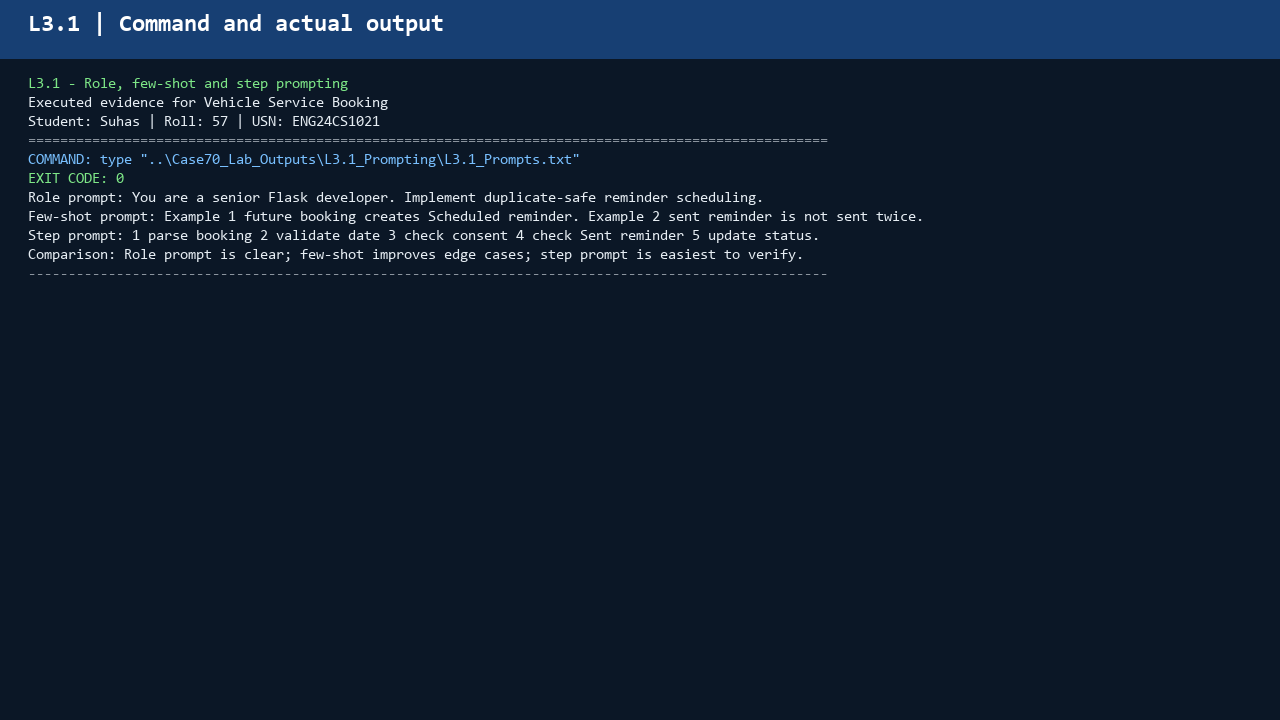 L3.1 | Command and actual output
L3.1 - Role, few-shot and step prompting
Executed evidence for Vehicle Service Booking
Student: Suhas | Roll: 57 | USN: ENG24CS1021
====================================================================================================
COMMAND: type "..\Case70_Lab_Outputs\L3.1_Prompting\L3.1_Prompts.txt"
EXIT CODE: 0
Role prompt: You are a senior Flask developer. Implement duplicate-safe reminder scheduling.
Few-shot prompt: Example 1 future booking creates Scheduled reminder. Example 2 sent reminder is not sent twice.
Step prompt: 1 parse booking 2 validate date 3 check consent 4 check Sent reminder 5 update status.
Comparison: Role prompt is clear; few-shot improves edge cases; step prompt is easiest to verify.
----------------------------------------------------------------------------------------------------